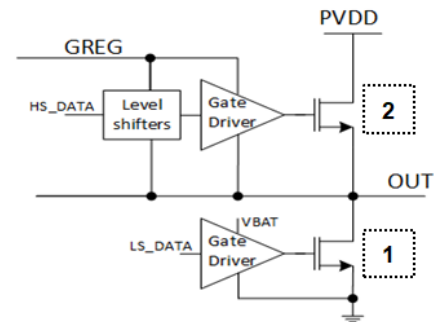 PVDD
GREG
HS_DATA
Level
shifters
Gate
Driver
2
OUT
VBAT
LS_DATA
Gate
Driver
1